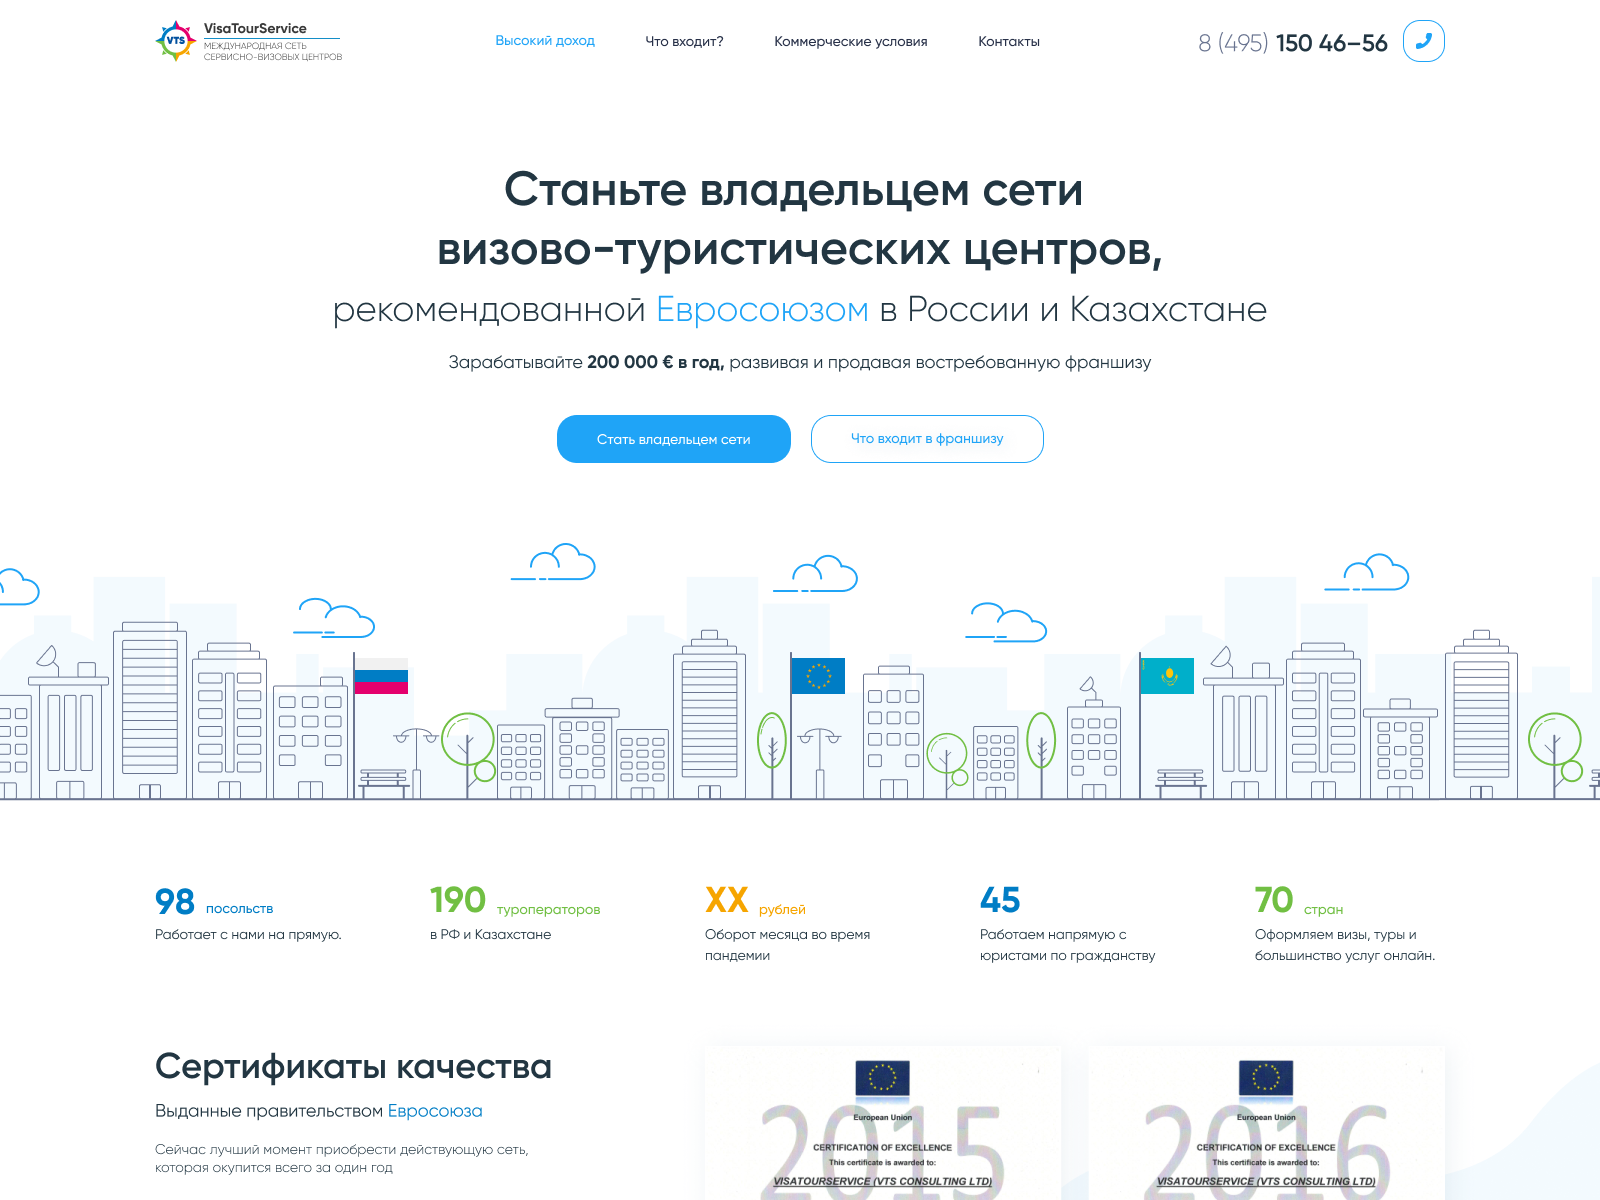 VTS
VisaTourService
МЕЖДУНАРОДНАЯ СЕТЬ
СЕРВИСНО-ВИЗОВЫХ ЦЕНТРОВ
Высокий доход
Что входит?
Коммерческие условия
Контакты
8 (495) 150 46–56
Станьте владельцем сети
визово-туристических центров,
рекомендованной Евросоюзом в России и Казахстане
Зарабатывайте 200 000 € в год, развивая и продавая востребованную франшизу
Стать владельцем сети
Что входит в франшизу
98 посольств
Работает с нами на прямую.
190 туроператоров
в РФ и Казахстане
XX рублей
Оборот месяца во время
пандемии
45
Работаем напрямую с
юристами по гражданству
70 стран
Оформляем визы, туры и
большинство услуг онлайн.
Сертификаты качества
Выданные правительством Евросоюза
Сейчас лучший момент приобрести действующую сеть,
которая окупится всего за один год
European Union
2015
CERTIFICATION OF EXCELLENCE
This certificate is awarded to:
VISATOURSERVICE (VTS CONSULTING LTD)
European Union
2016
CERTIFICATION OF EXCELLENCE
This certificate is awarded to:
VISATOURSERVICE (VTS CONSULTING LTD)